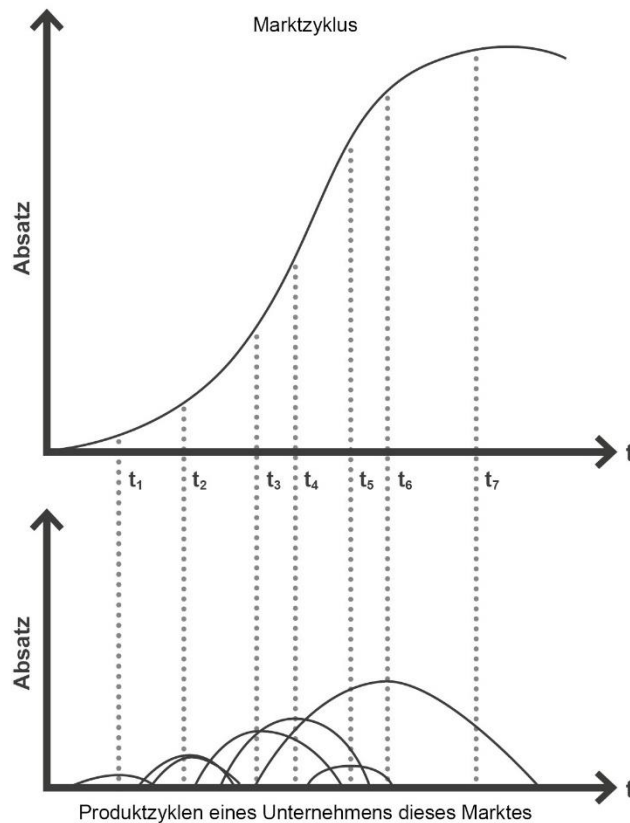 Marktzyklus
Absatz
t
t₁ t₂ t₃ t₄ t₅ t₆ t₇
Absatz
t
Produktzyklen eines Unternehmens dieses Marktes